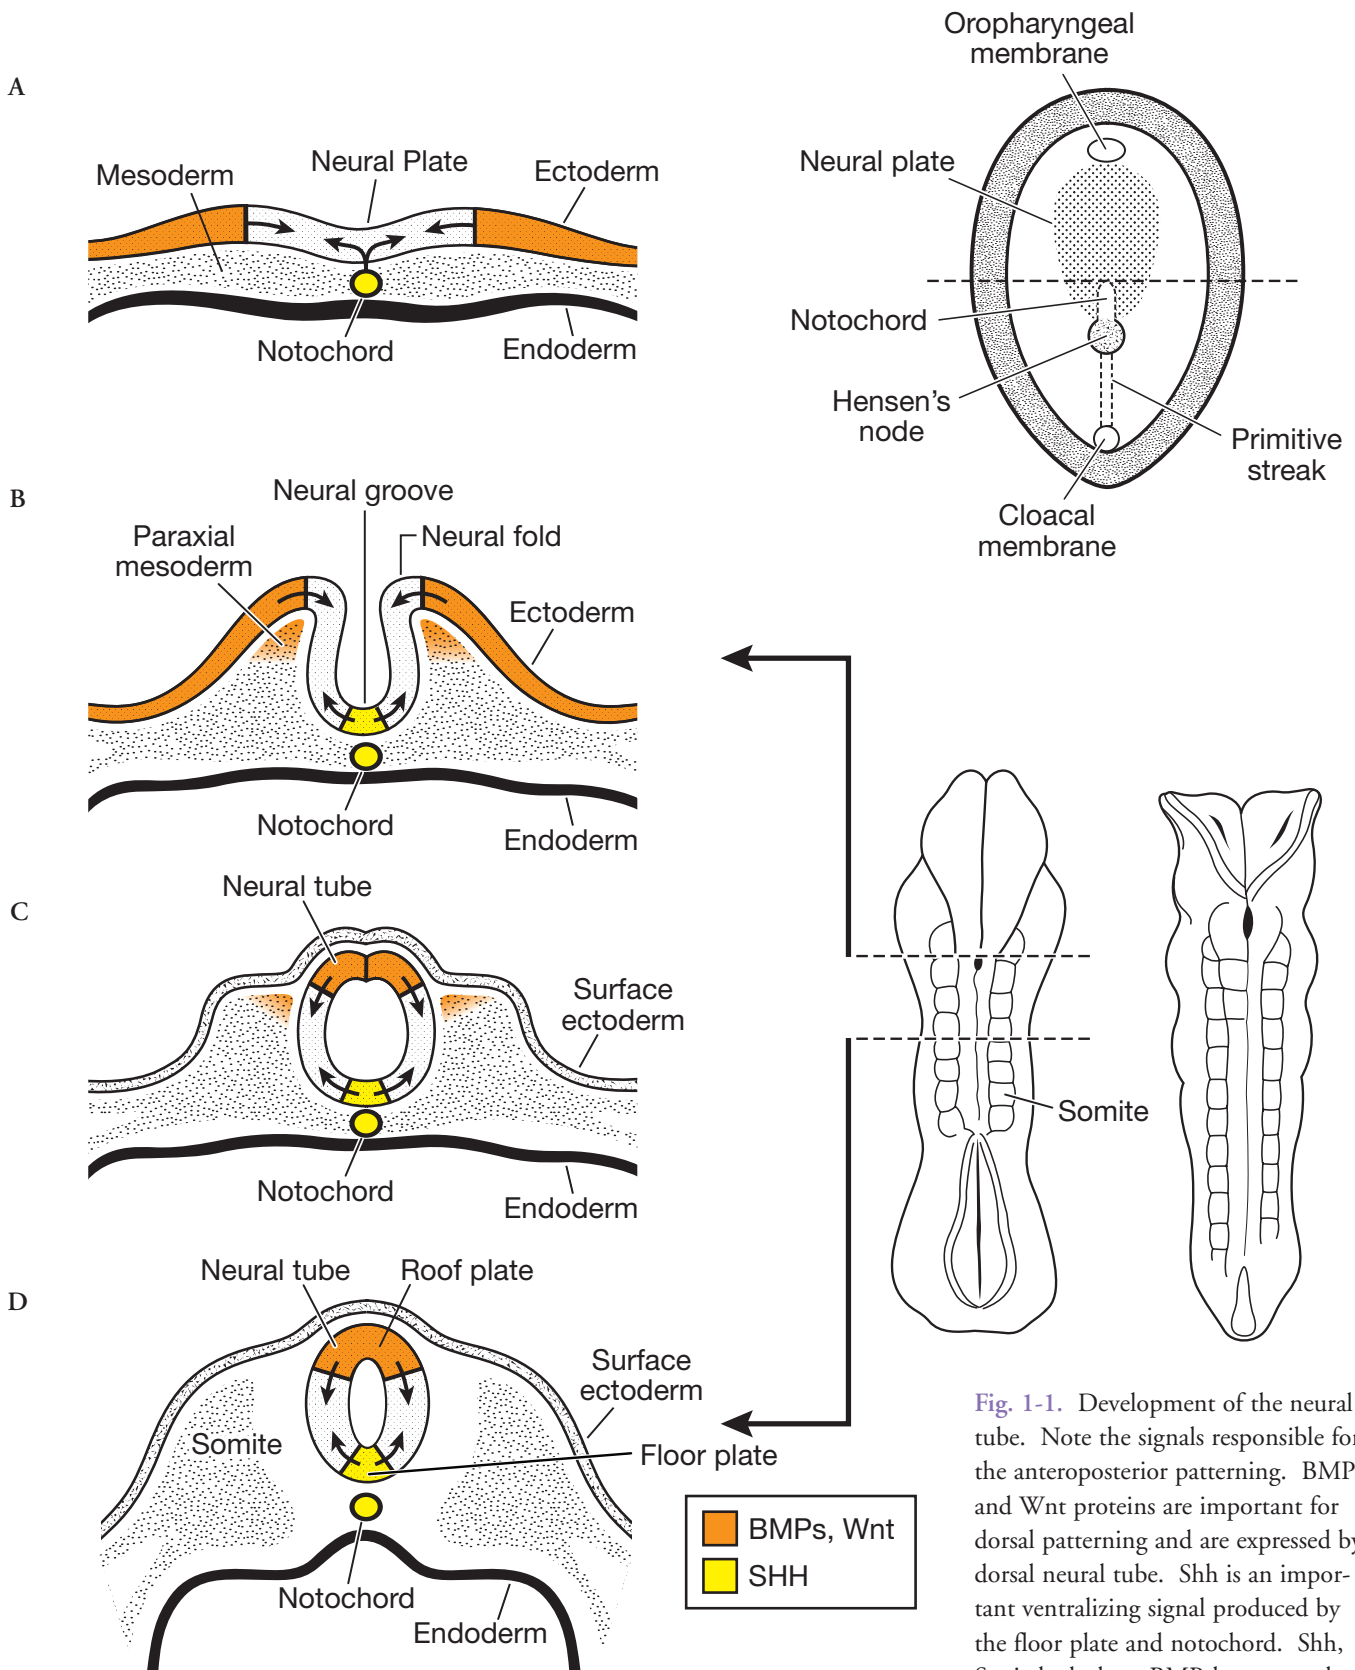 A
Mesoderm
Neural Plate
Ectoderm
Notochord
Endoderm
Oropharyngeal
membrane
Neural plate
Notochord
Hensen's
node
Primitive
streak
Cloacal
membrane
B
Neural groove
Paraxial
mesoderm
Neural fold
Ectoderm
Notochord
Endoderm
C
Neural tube
Surface
ectoderm
Notochord
Endoderm
Somite
D
Neural tube
Roof plate
Surface
ectoderm
Somite
Floor plate
Notochord
Endoderm
BMPs, Wnt
SHH
Fig. 1-1. Development of the neural
tube. Note the signals responsible for
the anteroposterior patterning. BMP
and Wnt proteins are important for
dorsal patterning and are expressed by
dorsal neural tube. Shh is an impor-
tant ventralizing signal produced by
the floor plate and notochord. Shh,